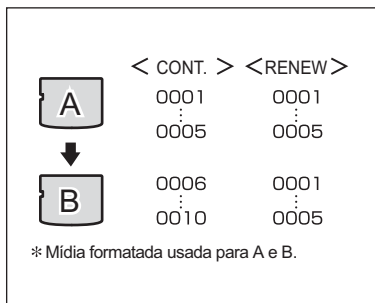 < CONT. > <RENEW>
A 0001 0001
⋮ ⋮
0005 0005
B 0006 0001
⋮ ⋮
0010 0005
* Mídia formatada usada para A e B.